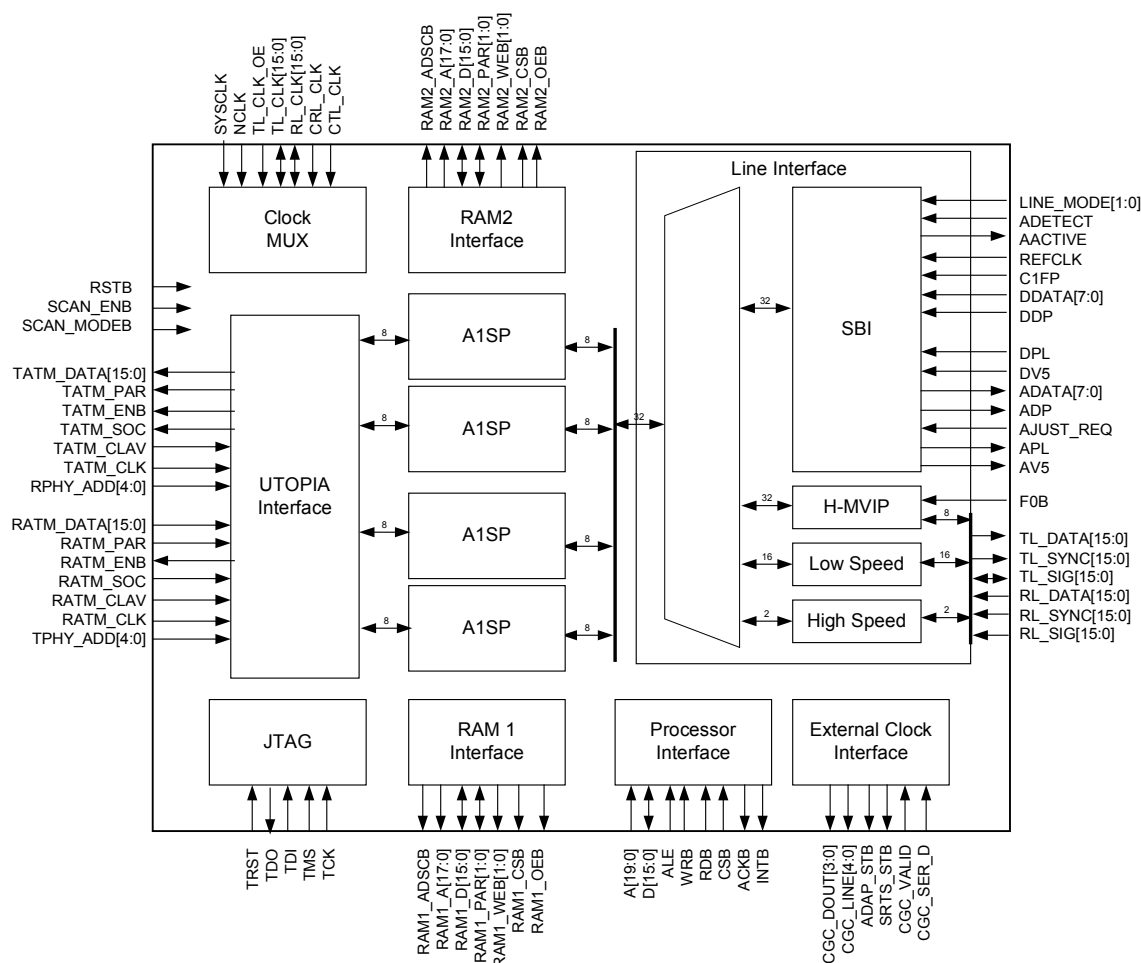 SYSCLK
NCLK
TL_CLK_OE
TL_CLK[15:0]
RL_CLK[15:0]
CRL_CLK
CTL_CLK
RAM2_ADSCB
RAM2_A[17:0]
RAM2_D[15:0]
RAM2_PAR[1:0]
RAM2_WEB[1:0]
RAM2_CSB
RAM2_OEB
Clock
MUX
RAM2
Interface
Line Interface
RSTB
SCAN_ENB
SCAN_MODEB
TATM_DATA[15:0]
TATM_PAR
TATM_ENB
TATM_SOC
TATM_CLAV
TATM_CLK
RPHY_ADD[4:0]
RATM_DATA[15:0]
RATM_PAR
RATM_ENB
RATM_SOC
RATM_CLAV
RATM_CLK
TPHY_ADD[4:0]
UTOPIA
Interface
8
A1SP
8
8
A1SP
8
8
A1SP
8
8
A1SP
8
32
32
SBI
32
H-MVIP
8
16
Low Speed
16
2
High Speed
2
LINE_MODE[1:0]
ADETECT
AACTIVE
REFCLK
C1FP
DDATA[7:0]
DDP
DPL
DV5
ADATA[7:0]
ADP
AJUST_REQ
APL
AV5
F0B
TL_DATA[15:0]
TL_SYNC[15:0]
TL_SIG[15:0]
RL_DATA[15:0]
RL_SYNC[15:0]
RL_SIG[15:0]
JTAG
RAM 1
Interface
Processor
Interface
External Clock
Interface
TRST
TDO
TDI
TMS
TCK
RAM1_ADSCB
RAM1_A[17:0]
RAM1_D[15:0]
RAM1_PAR[1:0]
RAM1_WEB[1:0]
RAM1_CSB
RAM1_OEB
A[19:0]
D[15:0]
ALE
WRB
RDB
CSB
ACKB
INTB
CGC_DOUT[3:0]
CGC_LINE[4:0]
ADAP_STB
SRTS_STB
CGC_VALID
CGC_SER_D